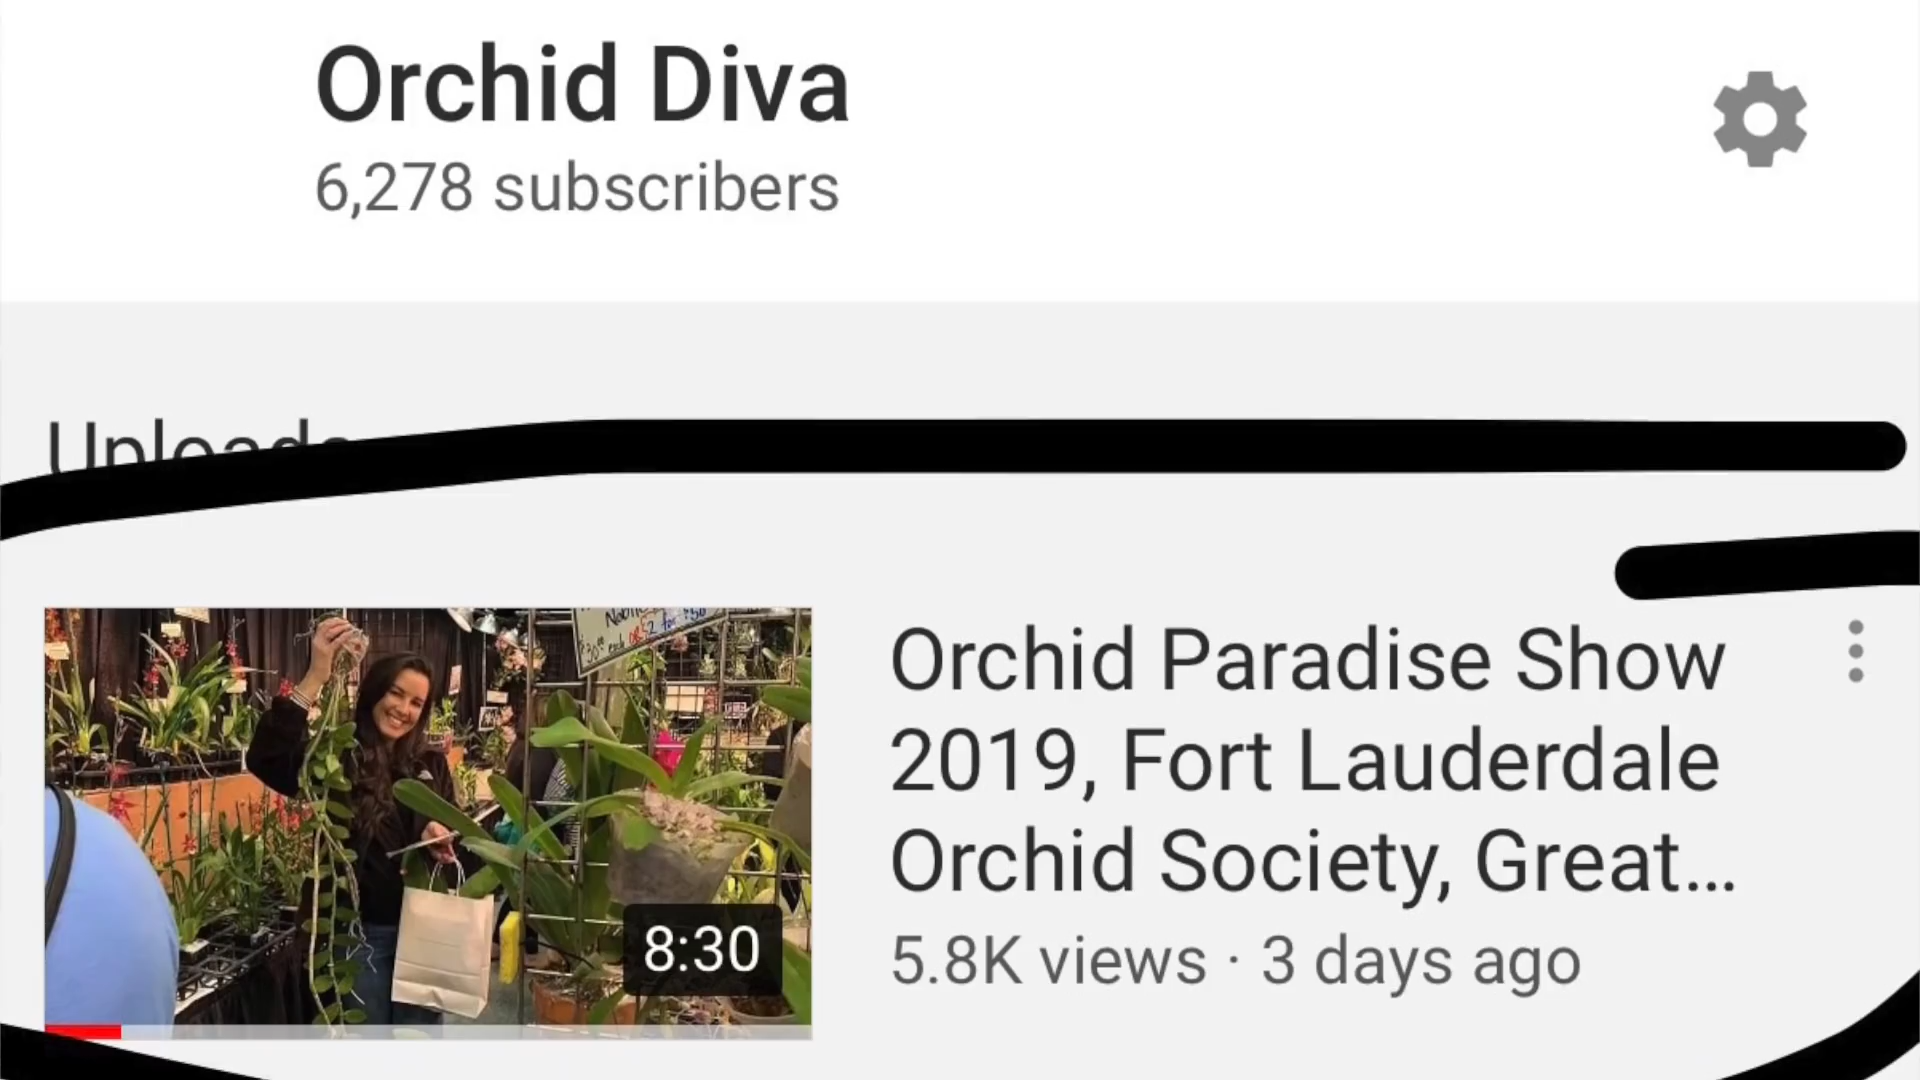 Orchid Diva
6,278 subscribers
Uploads
Orchid Paradise Show
2019, Fort Lauderdale
Orchid Society, Great...
5.8K views · 3 days ago
8:30